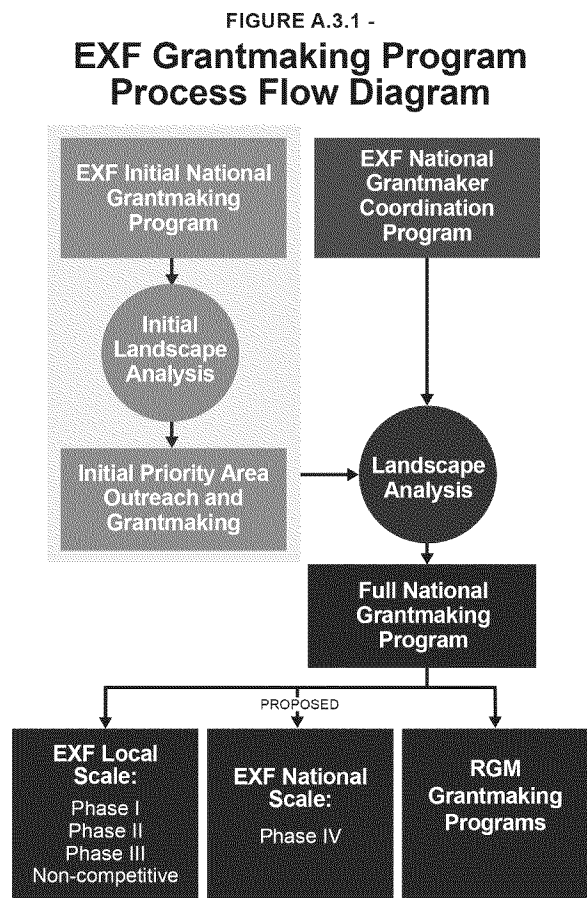 FIGURE A.3.1 -
EXF Grantmaking Program
Process Flow Diagram
EXF Initial National
Grantmaking
Program
EXF National
Grantmaker
Coordination
Program
Initial
Landscape
Analysis
Initial Priority Area
Outreach and
Grantmaking
Landscape
Analysis
Full National
Grantmaking
Program
PROPOSED
EXF Local
Scale:
Phase I
Phase II
Phase III
Non-competitive
EXF National
Scale:
Phase IV
RGM
Grantmaking
Programs